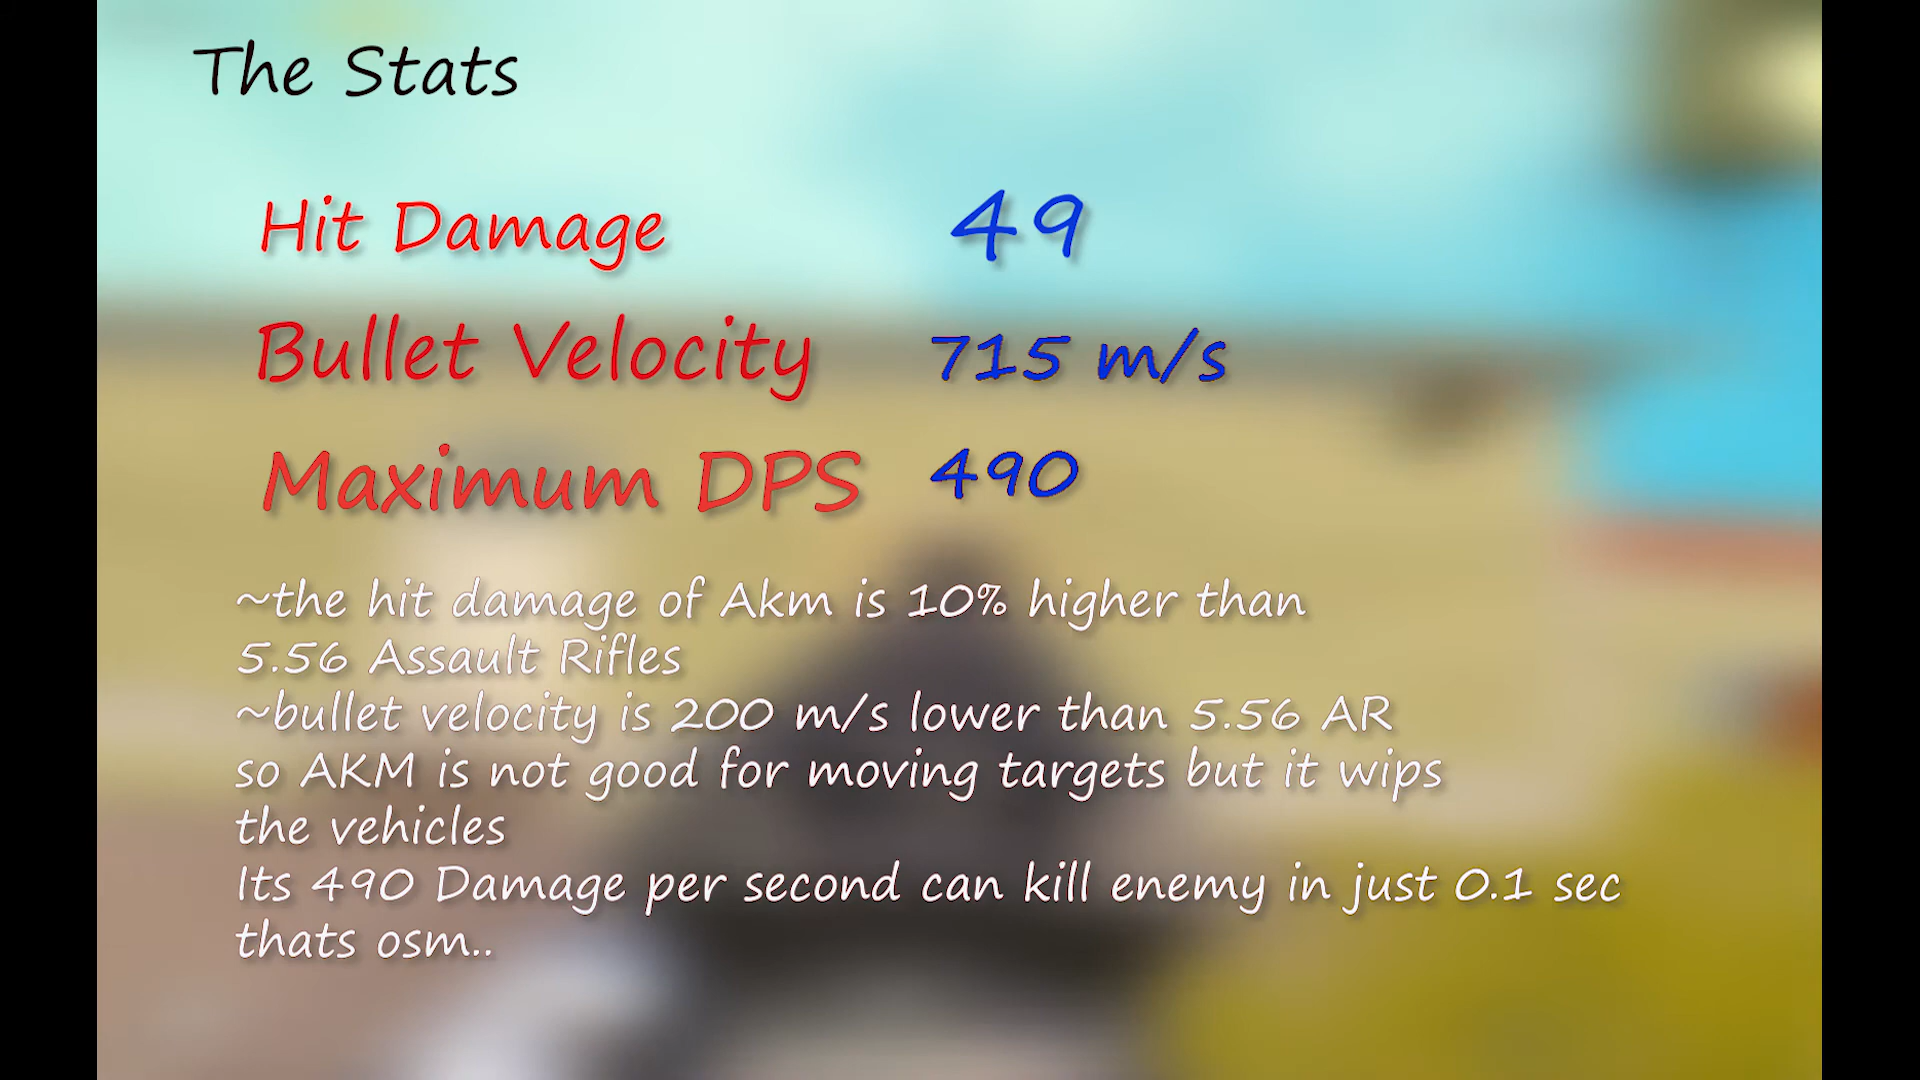 The Stats
Hit Damage 49
Bullet Velocity 715 m/s
Maximum DPS 490
~the hit damage of Akm is 10% higher than
5.56 Assault Rifles
~bullet velocity is 200 m/s lower than 5.56 AR
so AKM is not good for moving targets but it wips
the vehicles
Its 490 Damage per second can kill enemy in just 0.1 sec
thats osm..